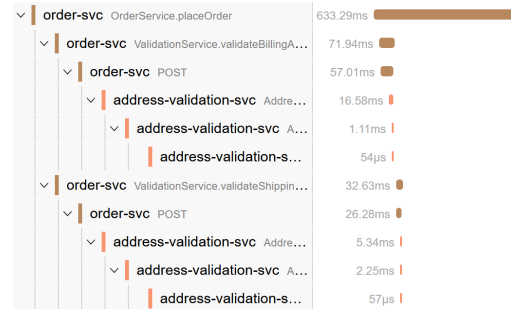 order-svc OrderService.placeOrder 633.29ms
order-svc ValidationService.validateBillingA... 71.94ms
order-svc POST 57.01ms
address-validation-svc Addre... 16.58ms
address-validation-svc A... 1.11ms
address-validation-s... 54μs
order-svc ValidationService.validateShippin... 32.63ms
order-svc POST 26.28ms
address-validation-svc Addre... 5.34ms
address-validation-svc A... 2.25ms
address-validation-s... 57μs